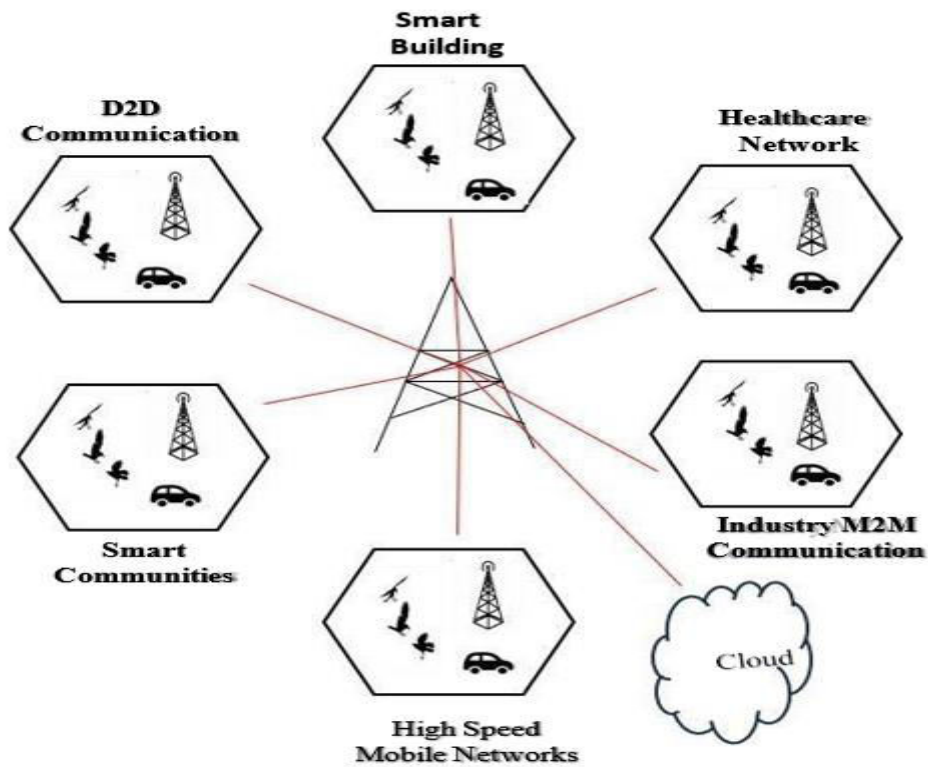 Smart
Building
D2D
Communication
Healthcare
Network
Smart
Communities
Industry M2M
Communication
Cloud
High Speed
Mobile Networks